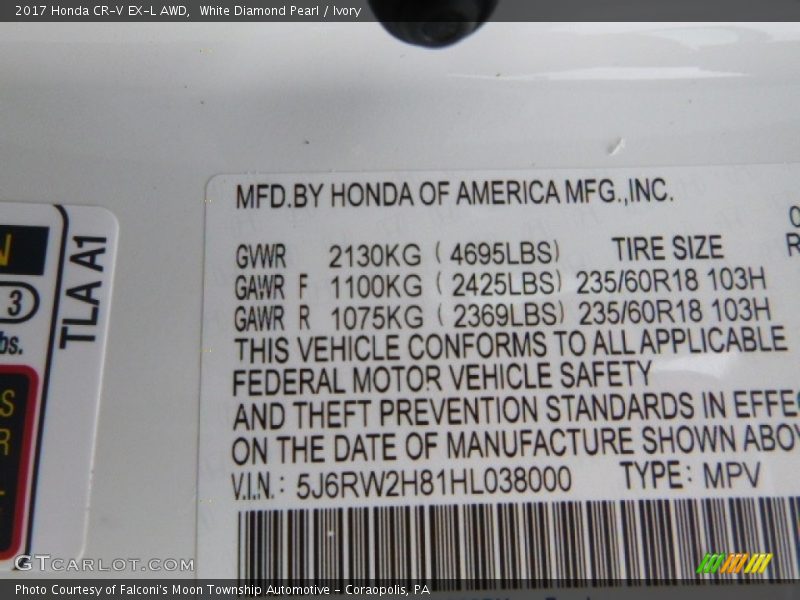 2017 Honda CR-V EX-L AWD, White Diamond Pearl / Ivory
MFD.BY HONDA OF AMERICA MFG.,INC.
GVWR 2130KG ( 4695LBS) TIRE SIZE
GAWR F 1100KG ( 2425LBS) 235/60R18 103H
GAWR R 1075KG ( 2369LBS) 235/60R18 103H
THIS VEHICLE CONFORMS TO ALL APPLICABLE
FEDERAL MOTOR VEHICLE SAFETY
AND THEFT PREVENTION STANDARDS IN EFFE
ON THE DATE OF MANUFACTURE SHOWN ABOV
V.I.N.: 5J6RW2H81HL038000 TYPE: MPV
TLA A1
3
bs.
GTCARLOT.COM
Photo Courtesy of Falconi's Moon Township Automotive - Coraopolis, PA